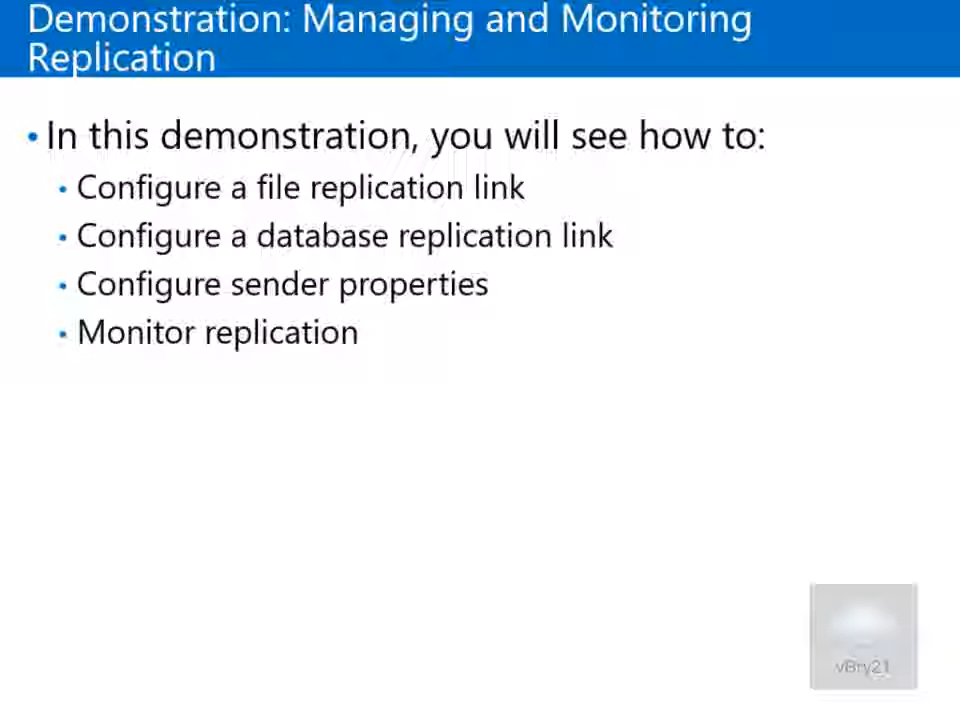 Demonstration: Managing and Monitoring
Replication
• In this demonstration, you will see how to:
• Configure a file replication link
• Configure a database replication link
• Configure sender properties
• Monitor replication
vBry21